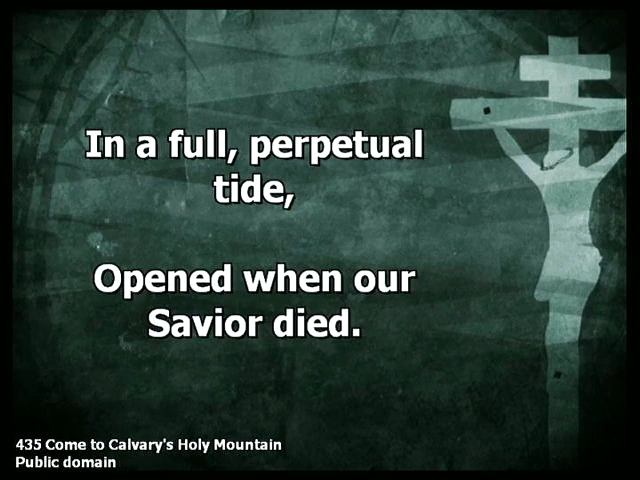 In a full, perpetual
tide,
Opened when our
Savior died.
435 Come to Calvary's Holy Mountain
Public domain